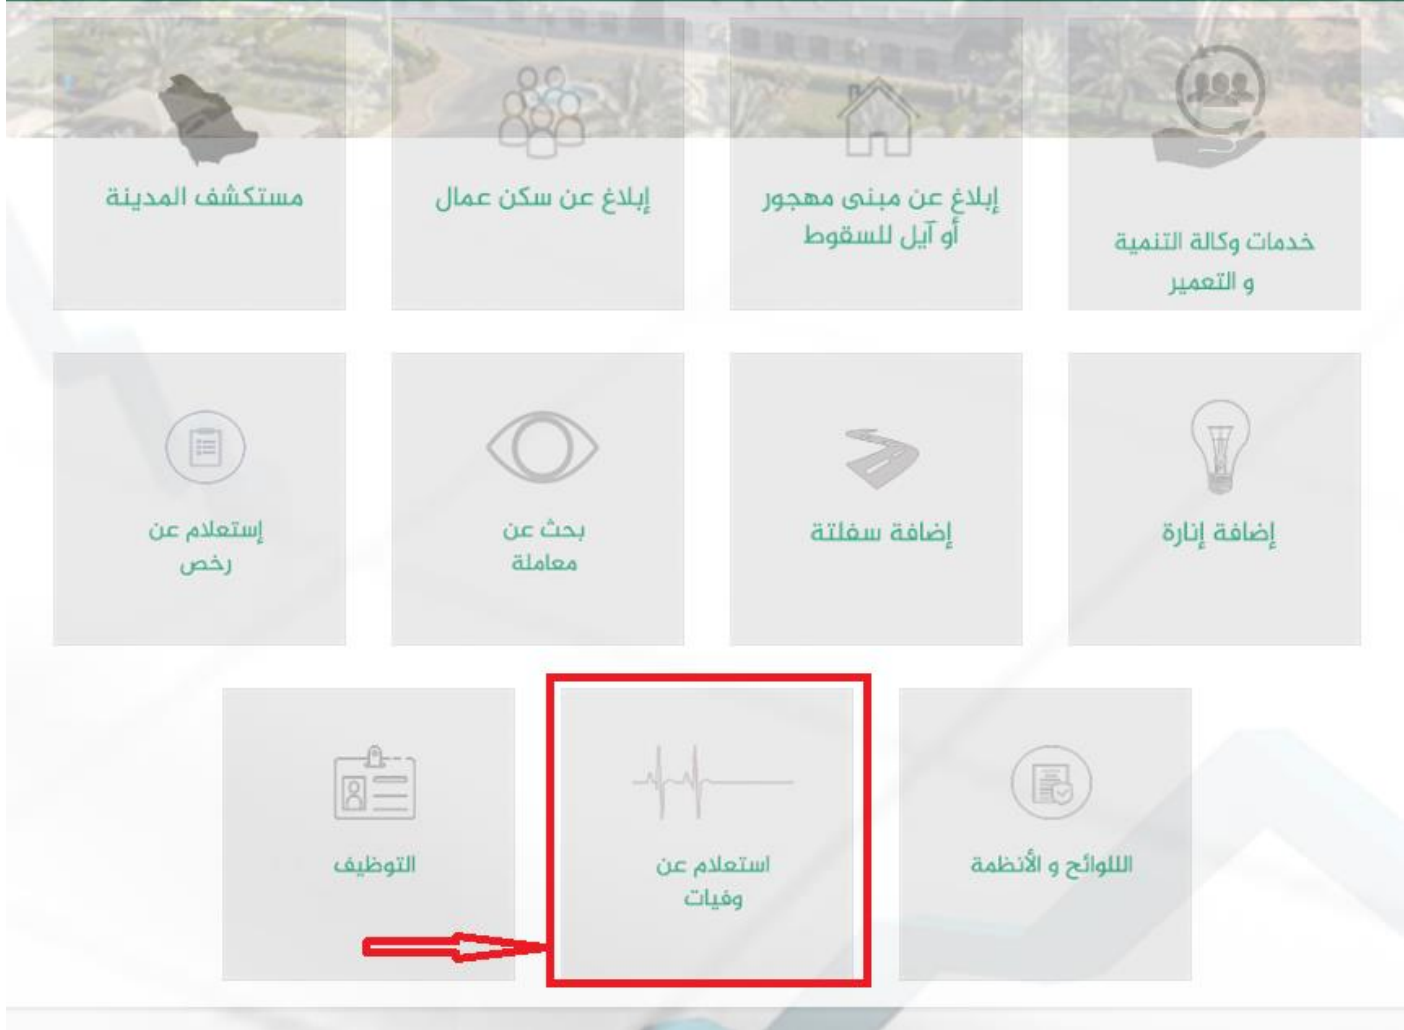 خدمات وكالة التنمية
و التعمير
إبلاغ عن مبنى مهجور
أو آيل للسقوط
إبلاغ عن سكن عمال
مستكشف المدينة
إضافة إنارة
إضافة سفلتة
بحث عن
معاملة
إستعلام عن
رخص
اللوائح و الأنظمة
استعلام عن
وفيات
التوظيف